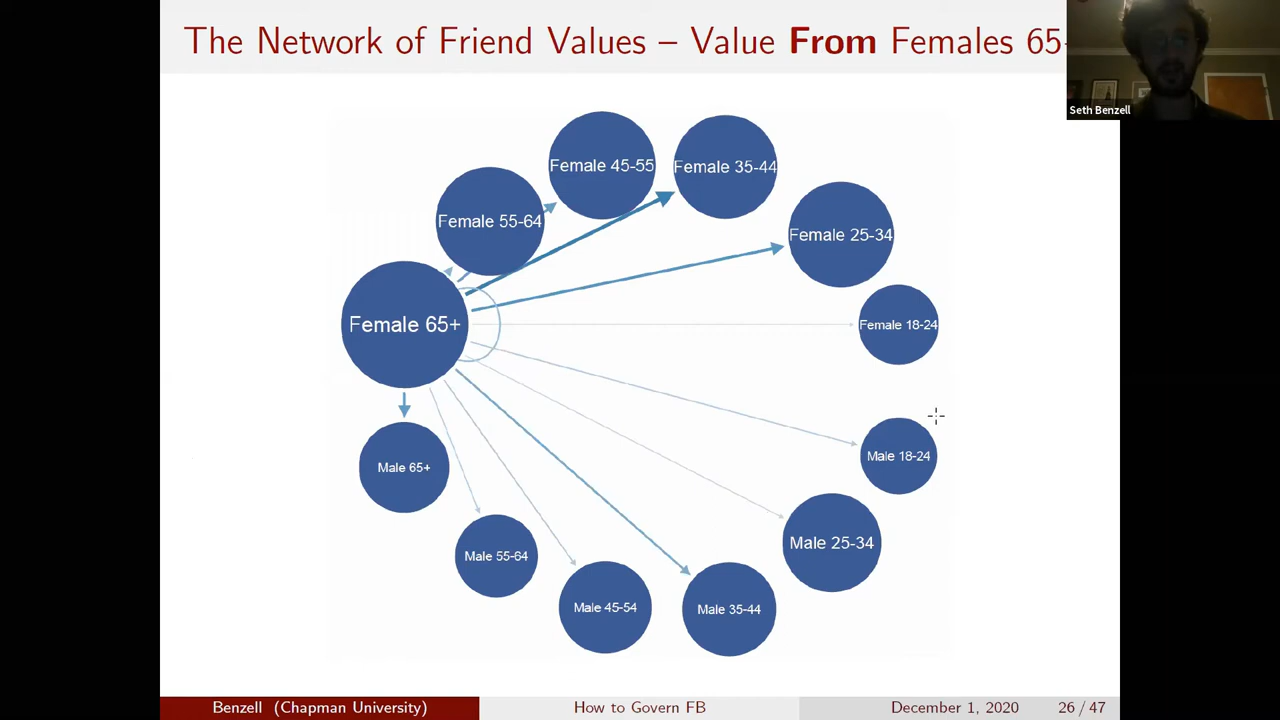 The Network of Friend Values – Value From Females 65-
Seth Benzell
Female 45-55
Female 35-44
Female 55-64
Female 25-34
Female 65+
Female 18-24
Male 18-24
Male 65+
Male 25-34
Male 55-64
Male 45-54
Male 35-44
Benzell (Chapman University)
How to Govern FB
December 1, 2020
26 / 47